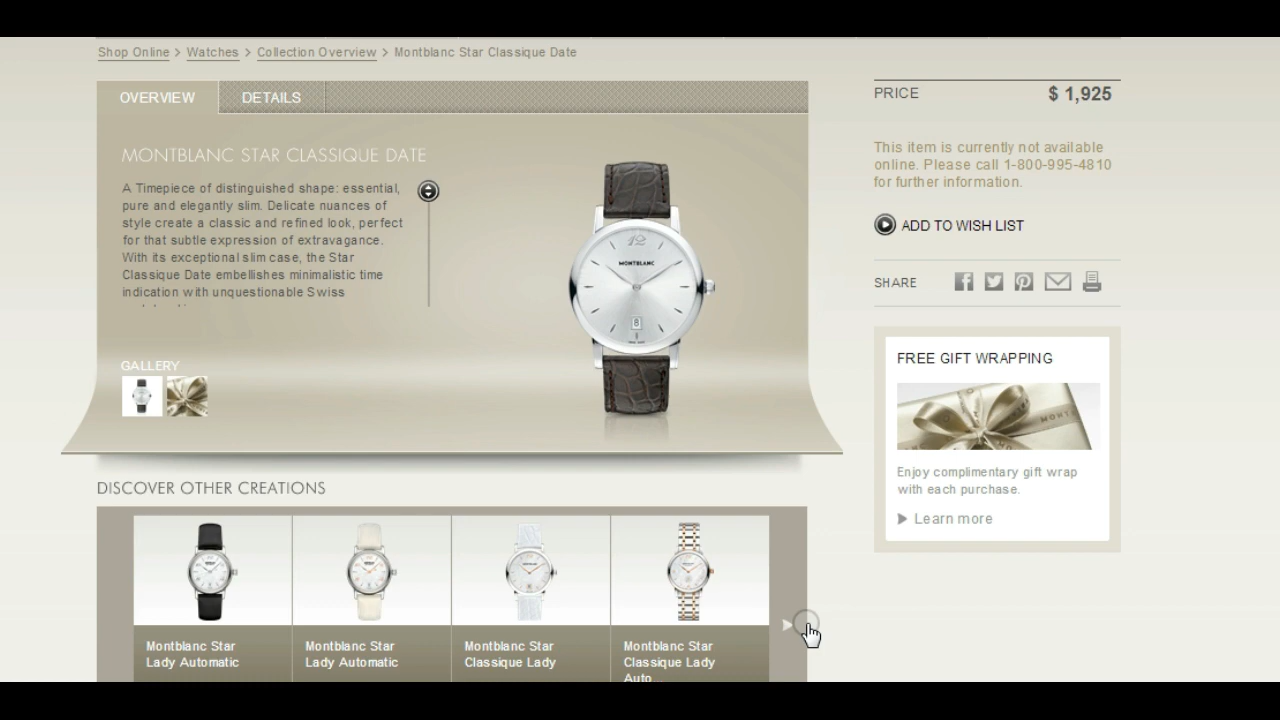 Shop Online > Watches > Collection Overview > Montblanc Star Classique Date
OVERVIEW
DETAILS
MONTBLANC STAR CLASSIQUE DATE
A Timepiece of distinguished shape: essential,
pure and elegantly slim. Delicate nuances of
style create a classic and refined look, perfect
for that subtle expression of extravagance.
With its exceptional slim case, the Star
Classique Date embellishes minimalistic time
indication with unquestionable Swiss
12
MONTBLANC
8
GALLERY
PRICE
$ 1,925
This item is currently not available
online. Please call 1-800-995-4810
for further information.
ADD TO WISH LIST
SHARE
FREE GIFT WRAPPING
Enjoy complimentary gift wrap
with each purchase.
Learn more
DISCOVER OTHER CREATIONS
Montblanc Star
Lady Automatic
Montblanc Star
Lady Automatic
Montblanc Star
Classique Lady
Montblanc Star
Classique Lady
Auto...